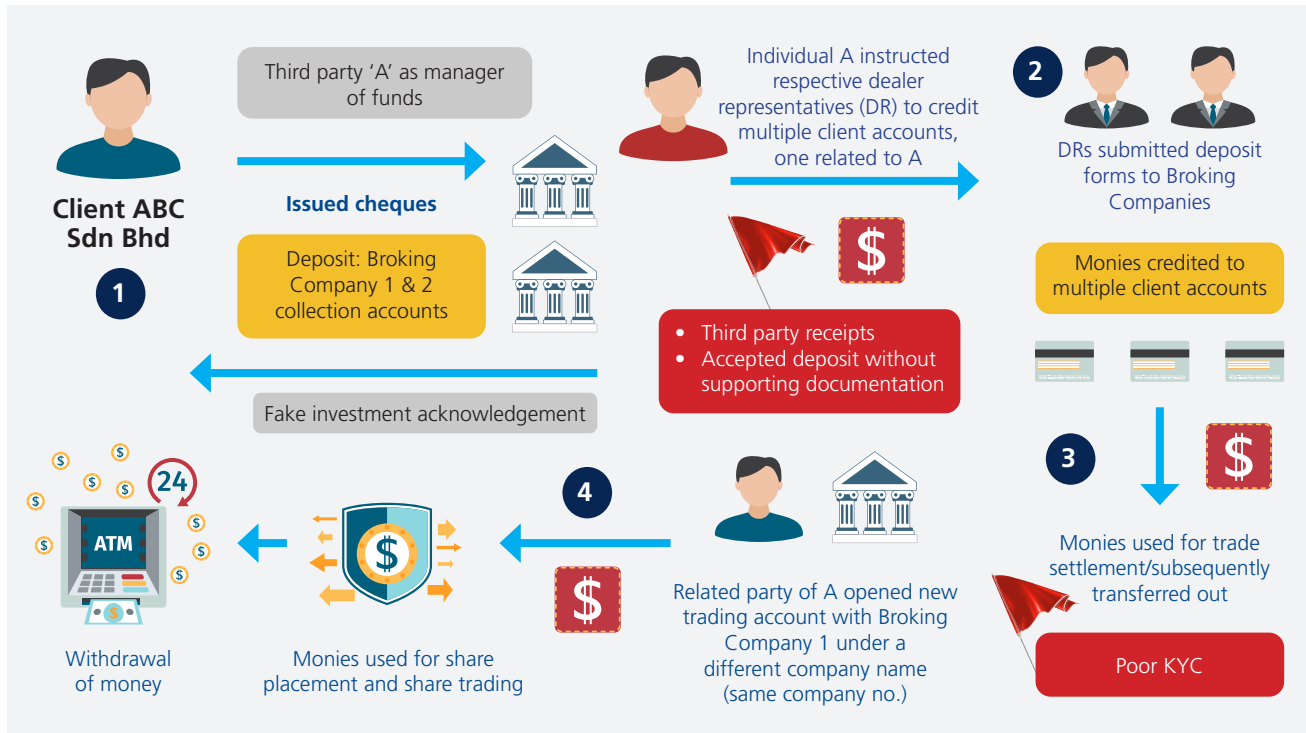 Third party ‘A’ as manager
of funds
Client ABC
Sdn Bhd
1
Issued cheques
Deposit: Broking
Company 1 & 2
collection accounts
Fake investment acknowledgement
Individual A instructed
respective dealer
representatives (DR) to credit
multiple client accounts,
one related to A
$
• Third party receipts
• Accepted deposit without
supporting documentation
2
DRs submitted deposit
forms to Broking
Companies
Monies credited to
multiple client accounts
3
$
Monies used for trade
settlement/subsequently
transferred out
Poor KYC
Related party of A opened new
trading account with Broking
Company 1 under a
different company name
(same company no.)
4
$
$
Monies used for share
placement and share trading
$
$
$
$
$
$
$
$
$
24
ATM
$
Withdrawal
of money